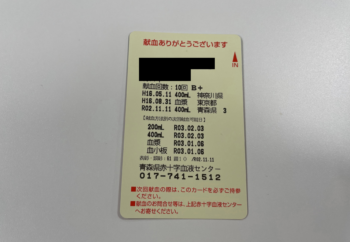 献血ありがとうございます
IN
献血回数: 10回 B+
H16.05.11 400mL 神奈川県
H16.08.31 血漿 東京都
R02.11.11 400mL 青森県 3
200mL R03.02.03
400mL R03.02.03
血漿 R03.01.06
血小板 R03.01.06
青森県赤十字血液センター
017-741-1512
■次回献血の際は、このカードを必ずご持参ください。
■献血のお問合せ等は、上記赤十字血液センターへお寄せください。